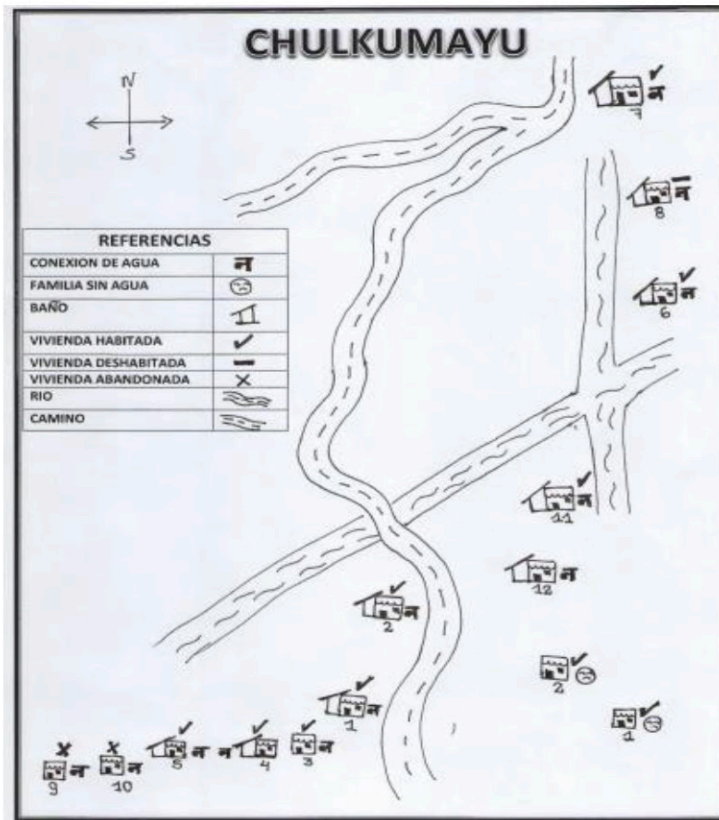 CHULKUMAYU
N
S
7
8
6
REFERENCIAS
CONEXION DE AGUA
FAMILIA SIN AGUA
BAÑO
VIVIENDA HABITADA
VIVIENDA DESHABITADA
VIVIENDA ABANDONADA
RIO
CAMINO
11
12
2
2
1
1
3
4
5
10
9